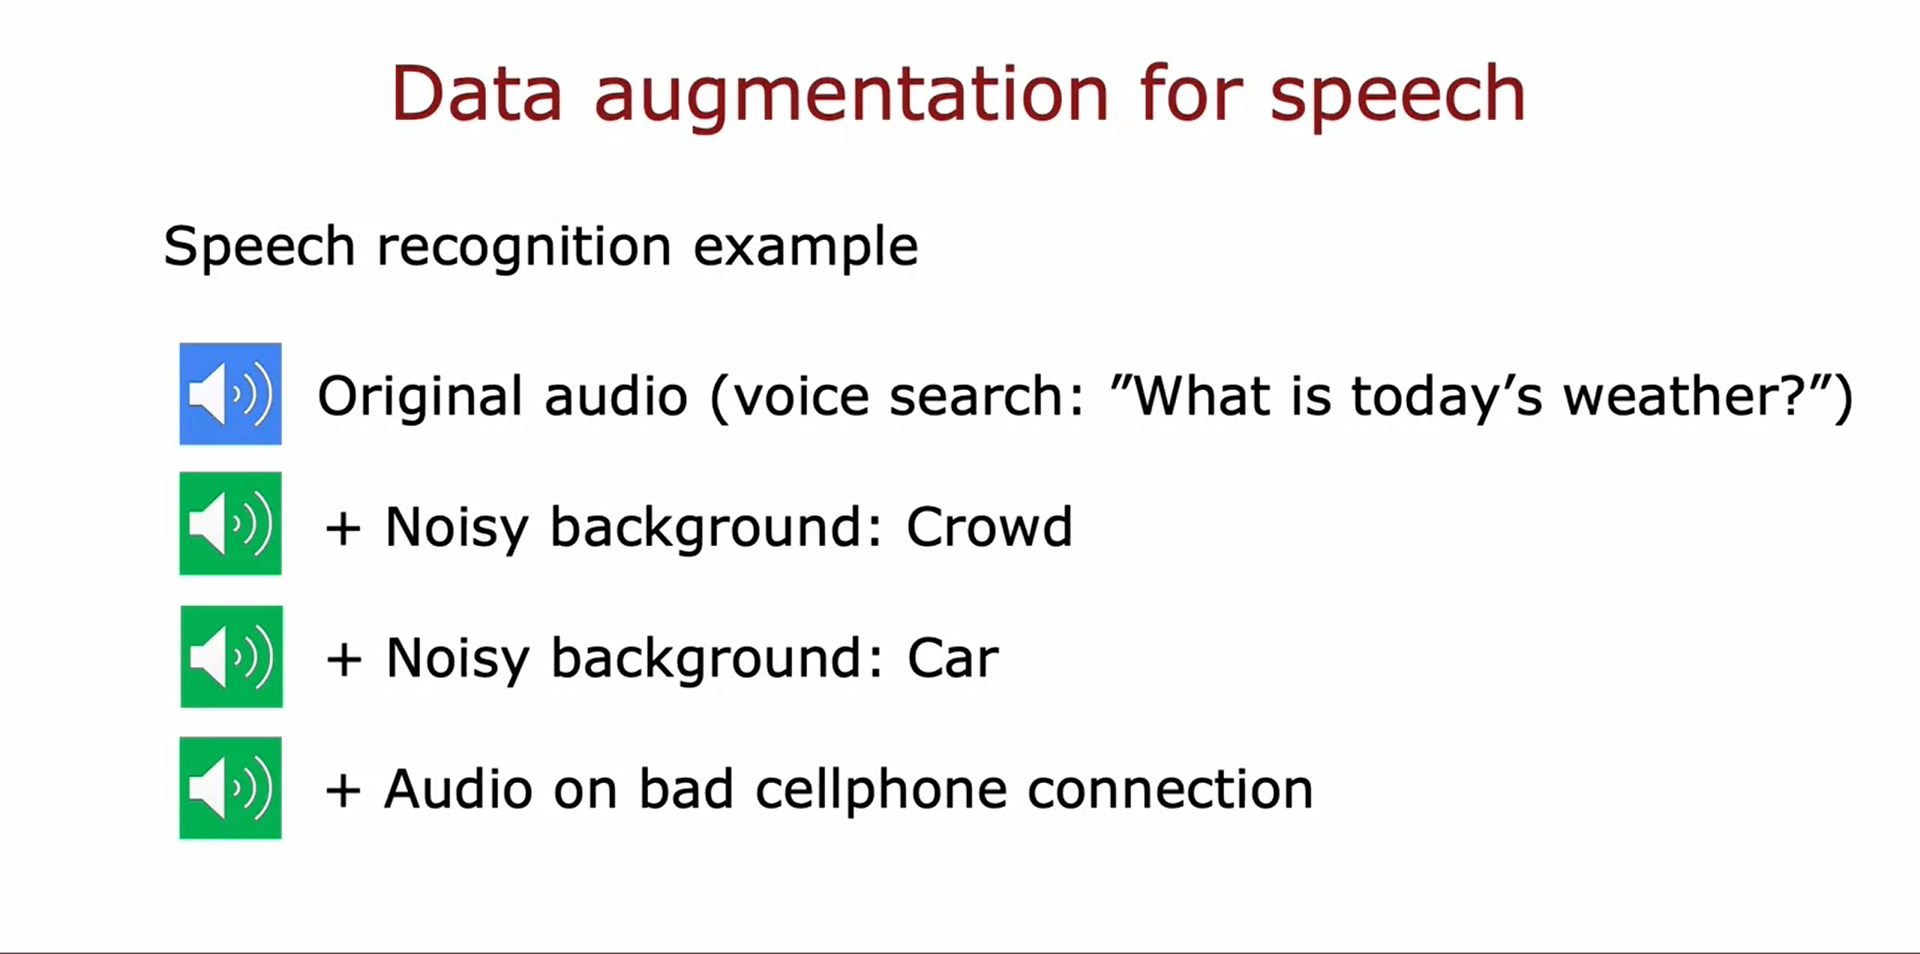 Data augmentation for speech
Speech recognition example
Original audio (voice search: ”What is today’s weather?”)
+ Noisy background: Crowd
+ Noisy background: Car
+ Audio on bad cellphone connection